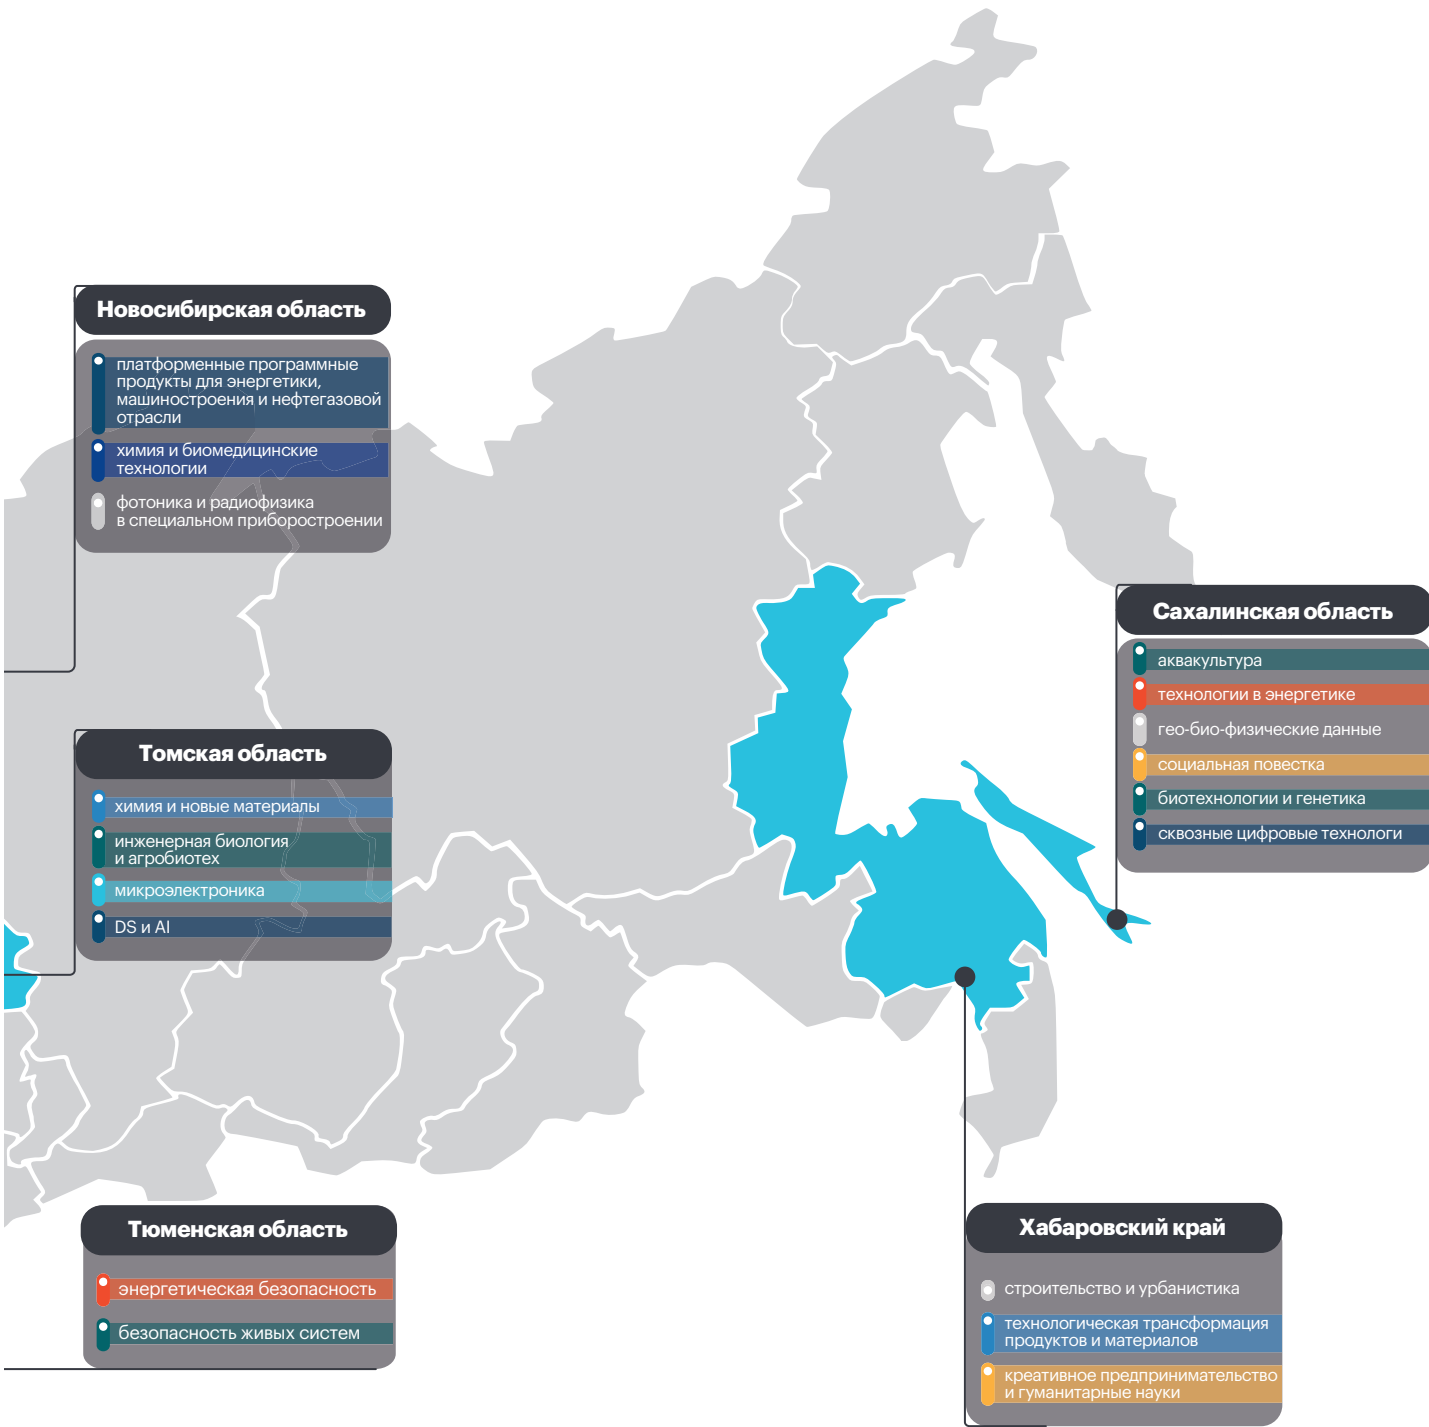 Новосибирская область
платформенные программные
продукты для энергетики,
машиностроения и нефтегазовой
отрасли
химия и биомедицинские
технологии
фотоника и радиофизика
в специальном приборостроении
Сахалинская область
аквакультура
технологии в энергетике
гео-био-физические данные
социальная повестка
биотехнологии и генетика
сквозные цифровые технологи
Томская область
химия и новые материалы
инженерная биология
и агробиотех
микроэлектроника
DS и AI
Тюменская область
энергетическая безопасность
безопасность живых систем
Хабаровский край
строительство и урбанистика
технологическая трансформация
продуктов и материалов
креативное предпринимательство
и гуманитарные науки